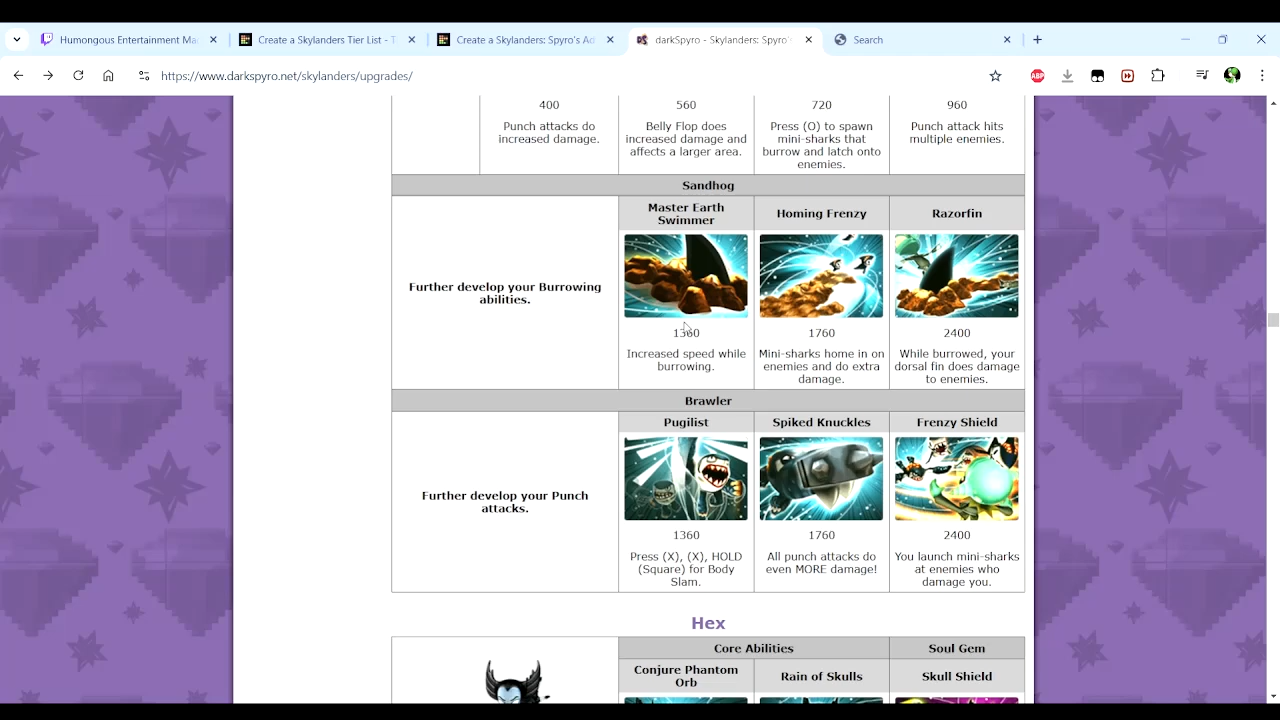 Humongous Entertainment Ma
Create a Skylanders Tier List - T
Create a Skylanders: Spyro's Ad
darkSpyro - Skylanders: Spyro'
Search
https://www.darkspyro.net/skylanders/upgrades/
ABP
400
560
720
960
Punch attacks do
increased damage.
Belly Flop does
increased damage and
affects a larger area.
Press (O) to spawn
mini-sharks that
burrow and latch onto
enemies.
Punch attack hits
multiple enemies.
Sandhog
Further develop your Burrowing
abilities.
Master Earth
Swimmer
Homing Frenzy
Razorfin
1360
1760
2400
Increased speed while
burrowing.
Mini-sharks home in on
enemies and do extra
damage.
While burrowed, your
dorsal fin does damage
to enemies.
Brawler
Further develop your Punch
attacks.
Pugilist
Spiked Knuckles
Frenzy Shield
1360
1760
2400
Press (X), (X), HOLD
(Square) for Body
Slam.
All punch attacks do
even MORE damage!
You launch mini-sharks
at enemies who
damage you.
Hex
Core Abilities
Soul Gem
Conjure Phantom
Orb
Rain of Skulls
Skull Shield